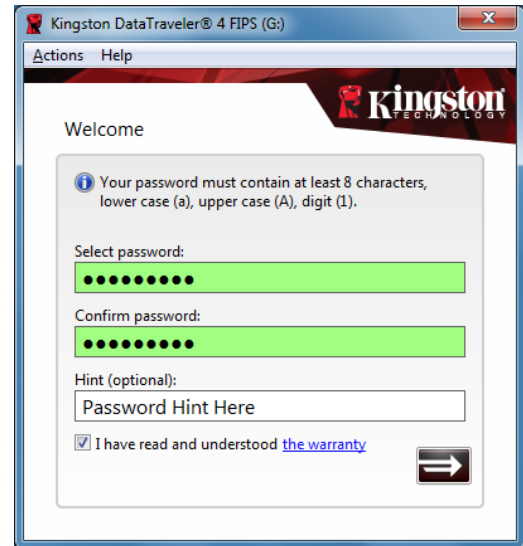 Kingston DataTraveler® 4 FIPS (G:)
Actions Help
KINGSTON
TECHNOLOGY
Welcome
Your password must contain at least 8 characters,
lower case (a), upper case (A), digit (1).
Select password:
●●●●●●●●●
Confirm password:
●●●●●●●●●
Hint (optional):
Password Hint Here
I have read and understood the warranty